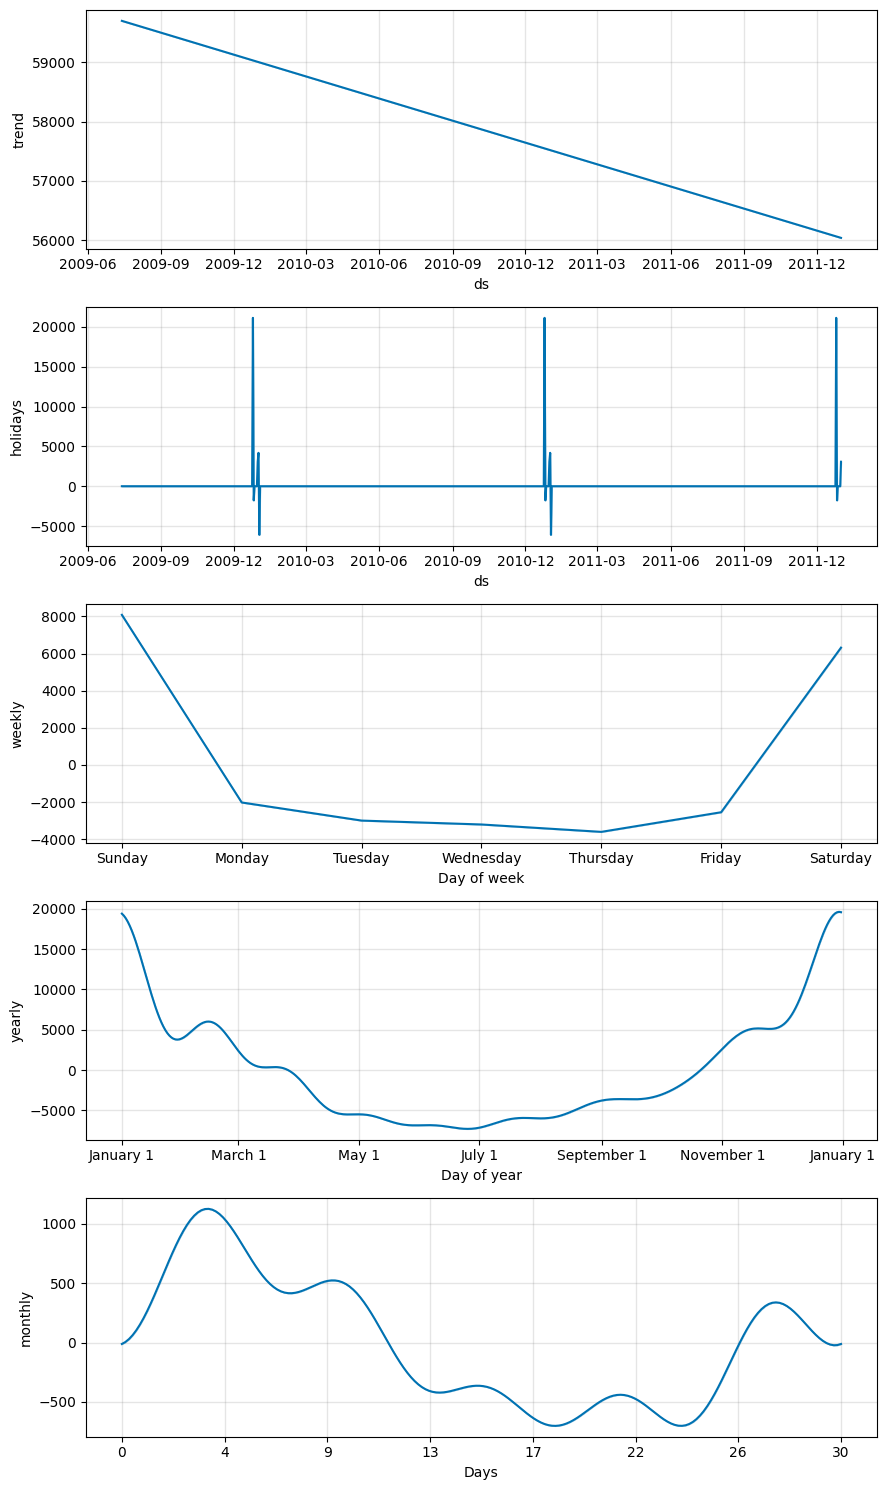 59000
58000
57000
56000
trend
2009-06 2009-09 2009-12 2010-03 2010-06 2010-09 2010-12 2011-03 2011-06 2011-09 2011-12
ds
20000
15000
10000
5000
0
−5000
holidays
2009-06 2009-09 2009-12 2010-03 2010-06 2010-09 2010-12 2011-03 2011-06 2011-09 2011-12
ds
8000
6000
4000
2000
0
−2000
−4000
weekly
Sunday Monday Tuesday Wednesday Thursday Friday Saturday
Day of week
20000
15000
10000
5000
0
−5000
yearly
January 1 March 1 May 1 July 1 September 1 November 1 January 1
Day of year
1000
500
0
−500
monthly
0 4 9 13 17 22 26 30
Days